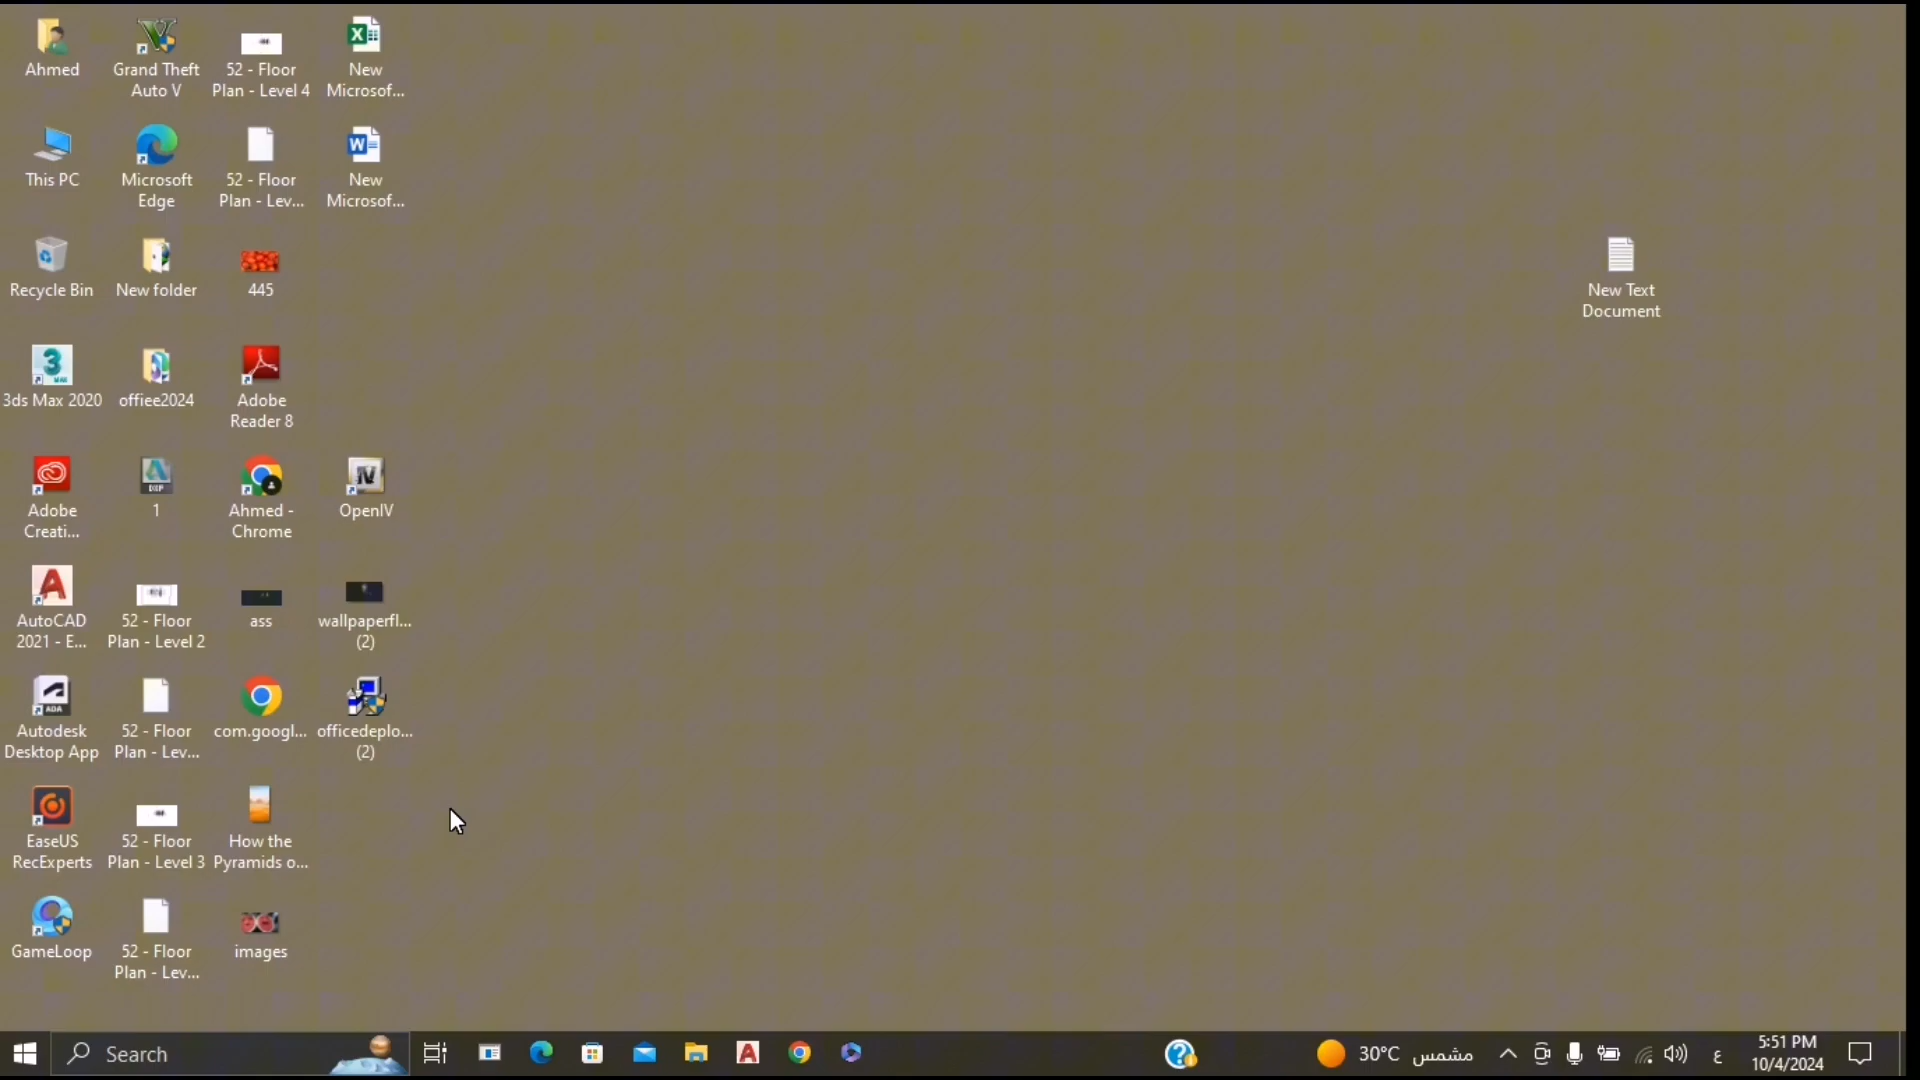 Ahmed
Grand Theft
Auto V
52 - Floor
Plan - Level 4
New
Microsof...
This PC
Microsoft
Edge
52 - Floor
Plan - Lev...
New
Microsof...
Recycle Bin
New folder
445
New Text
Document
3ds Max 2020
offiee2024
Adobe
Reader 8
Adobe
Creati...
1
Ahmed -
Chrome
OpenIV
AutoCAD
2021 - E...
52 - Floor
Plan - Level 2
ass
wallpaperfl...
(2)
Autodesk
Desktop App
52 - Floor
Plan - Lev...
com.googl...
officedeplo...
(2)
EaseUS
RecExperts
52 - Floor
Plan - Level 3
How the
Pyramids o...
GameLoop
52 - Floor
Plan - Lev...
images
Search
30°C مشمس
ع
5:51 PM
10/4/2024